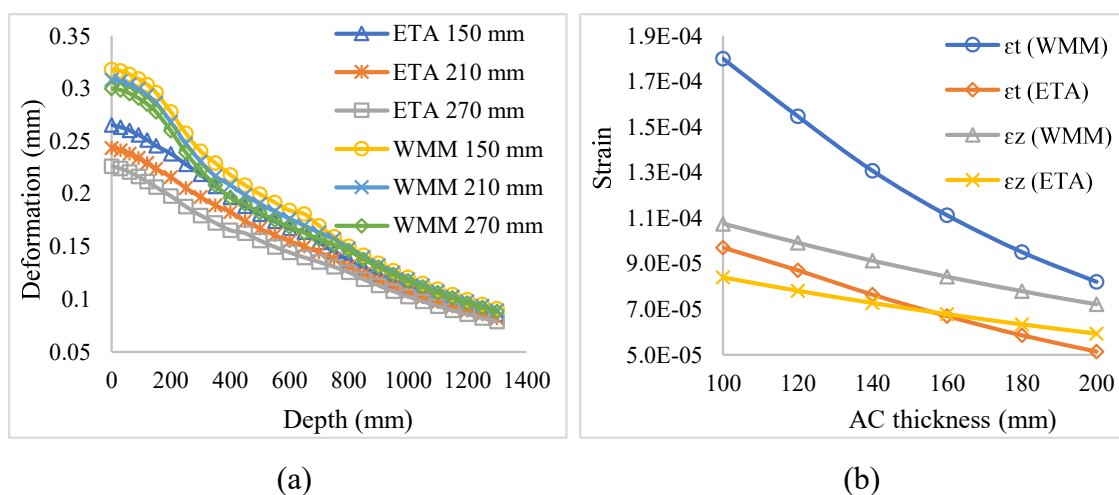 0.35
0.3
0.25
0.2
0.15
0.1
0.05
Deformation (mm)
0 200 400 600 800 1000 1200 1400
Depth (mm)
ETA 150 mm
ETA 210 mm
ETA 270 mm
WMM 150 mm
WMM 210 mm
WMM 270 mm
(a)
1.9E-04
1.7E-04
1.5E-04
1.3E-04
1.1E-04
9.0E-05
7.0E-05
5.0E-05
Strain
100 120 140 160 180 200
AC thickness (mm)
εt (WMM)
εt (ETA)
εz (WMM)
εz (ETA)
(b)